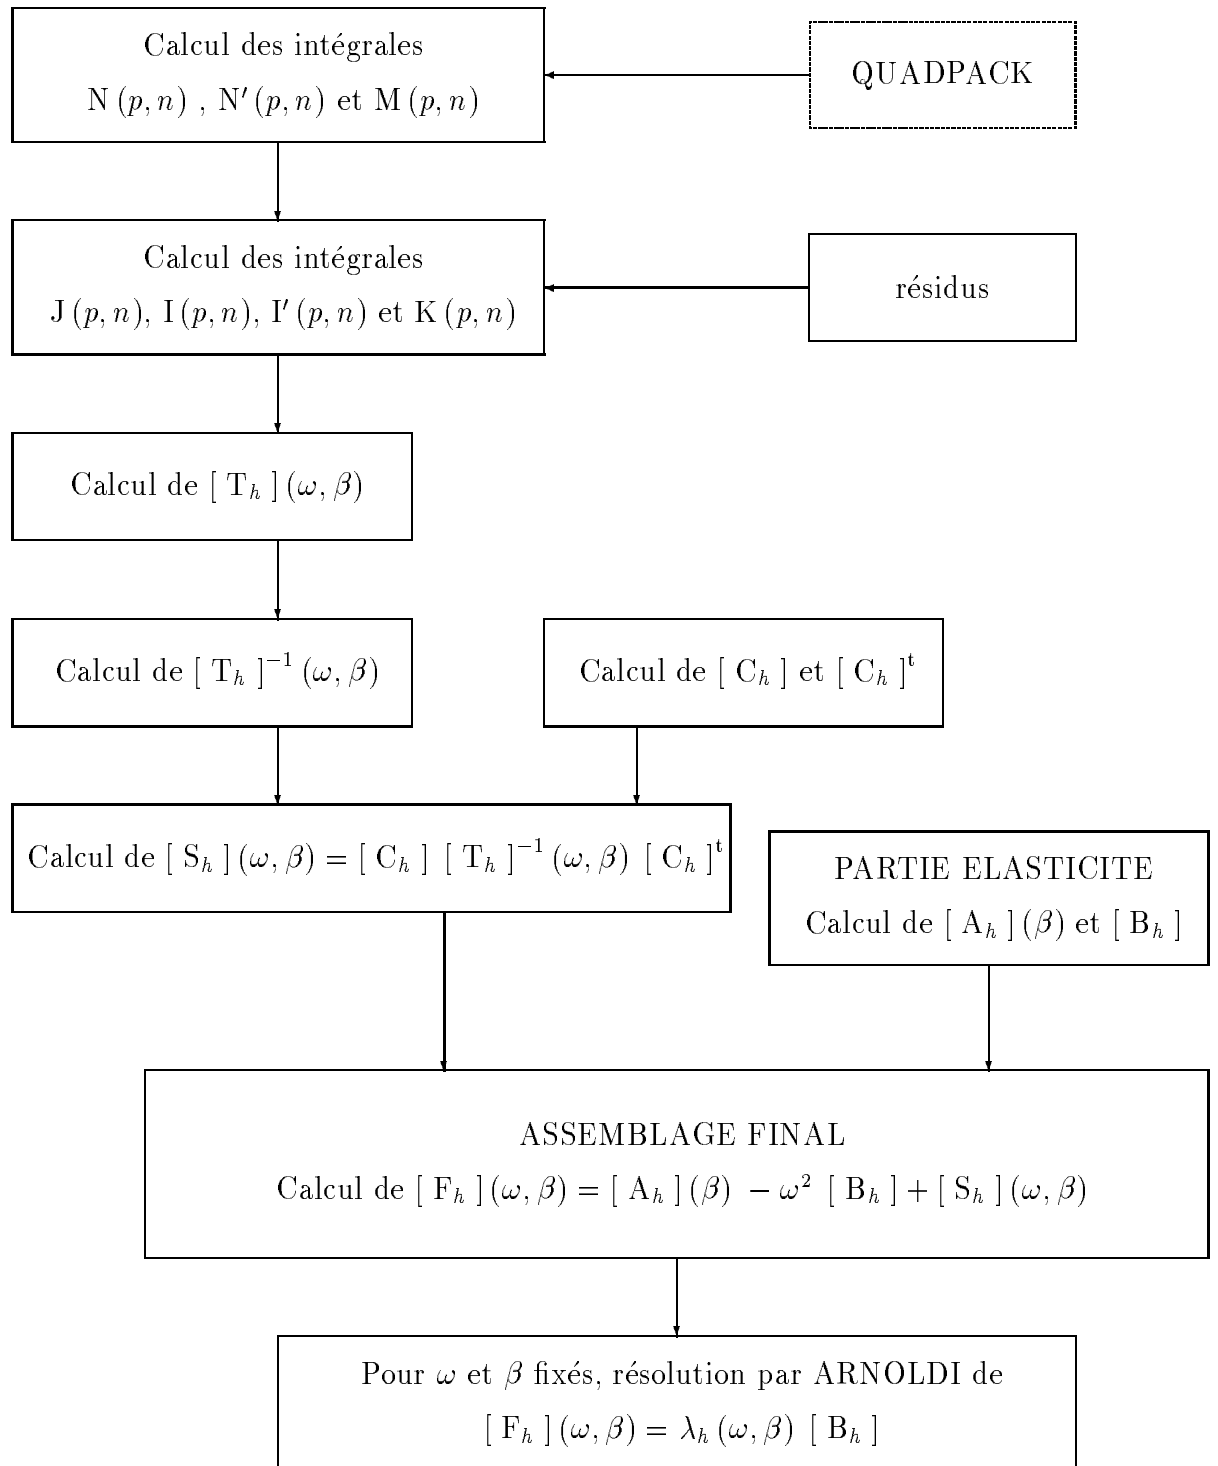 Calcul des intégrales
N (p, n) , N′ (p, n) et M (p, n)
QUADPACK
Calcul des intégrales
J (p, n), I (p, n), I′ (p, n) et K (p, n)
résidus
Calcul de [ T_h ] (ω, β)
Calcul de [ T_h ]^{−1} (ω, β)
Calcul de [ C_h ] et [ C_h ]^t
Calcul de [ S_h ] (ω, β) = [ C_h ] [ T_h ]^{−1} (ω, β) [ C_h ]^t
PARTIE ELASTICITE
Calcul de [ A_h ] (β) et [ B_h ]
ASSEMBLAGE FINAL
Calcul de [ F_h ] (ω, β) = [ A_h ] (β) − ω² [ B_h ] + [ S_h ] (ω, β)
Pour ω et β fixés, résolution par ARNOLDI de
[ F_h ] (ω, β) = λ_h (ω, β) [ B_h ]